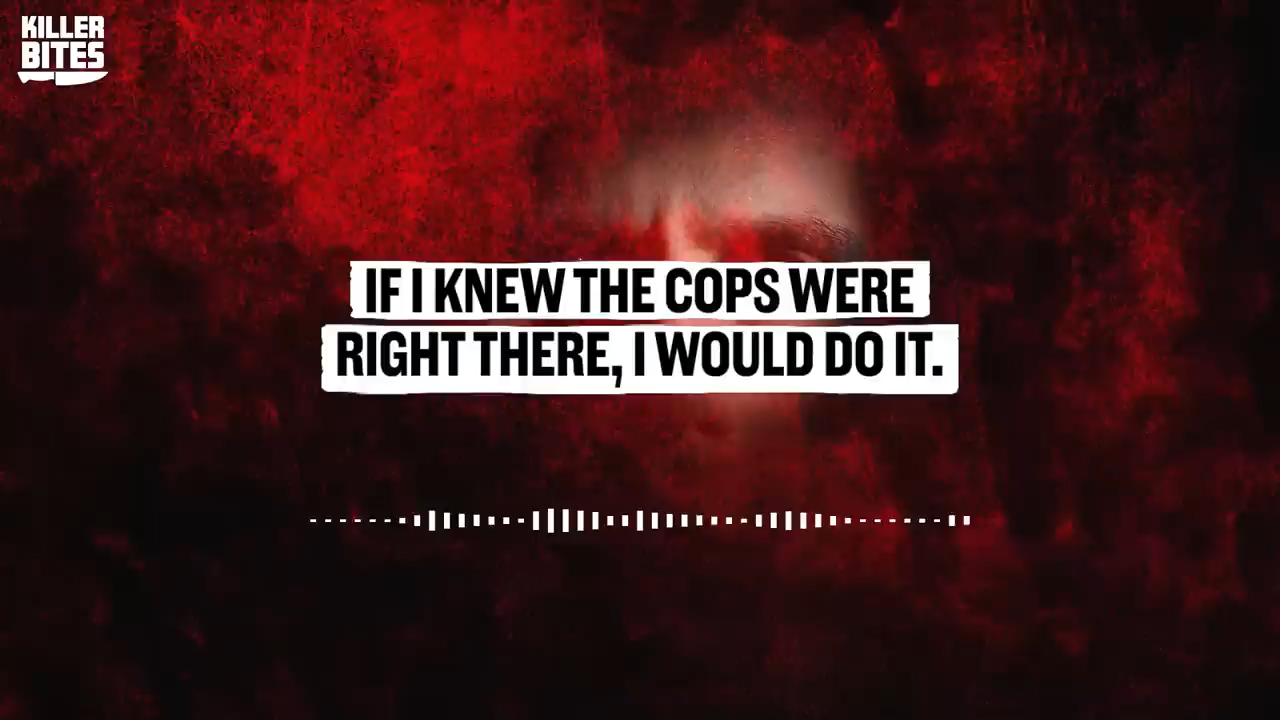 KILLER
BITES
IF I KNEW THE COPS WERE
RIGHT THERE, I WOULD DO IT.